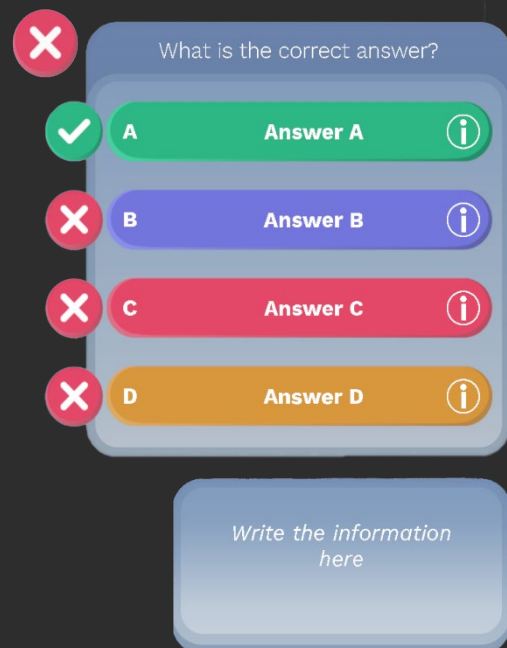 What is the correct answer?
A Answer A
B Answer B
C Answer C
D Answer D
Write the information
here